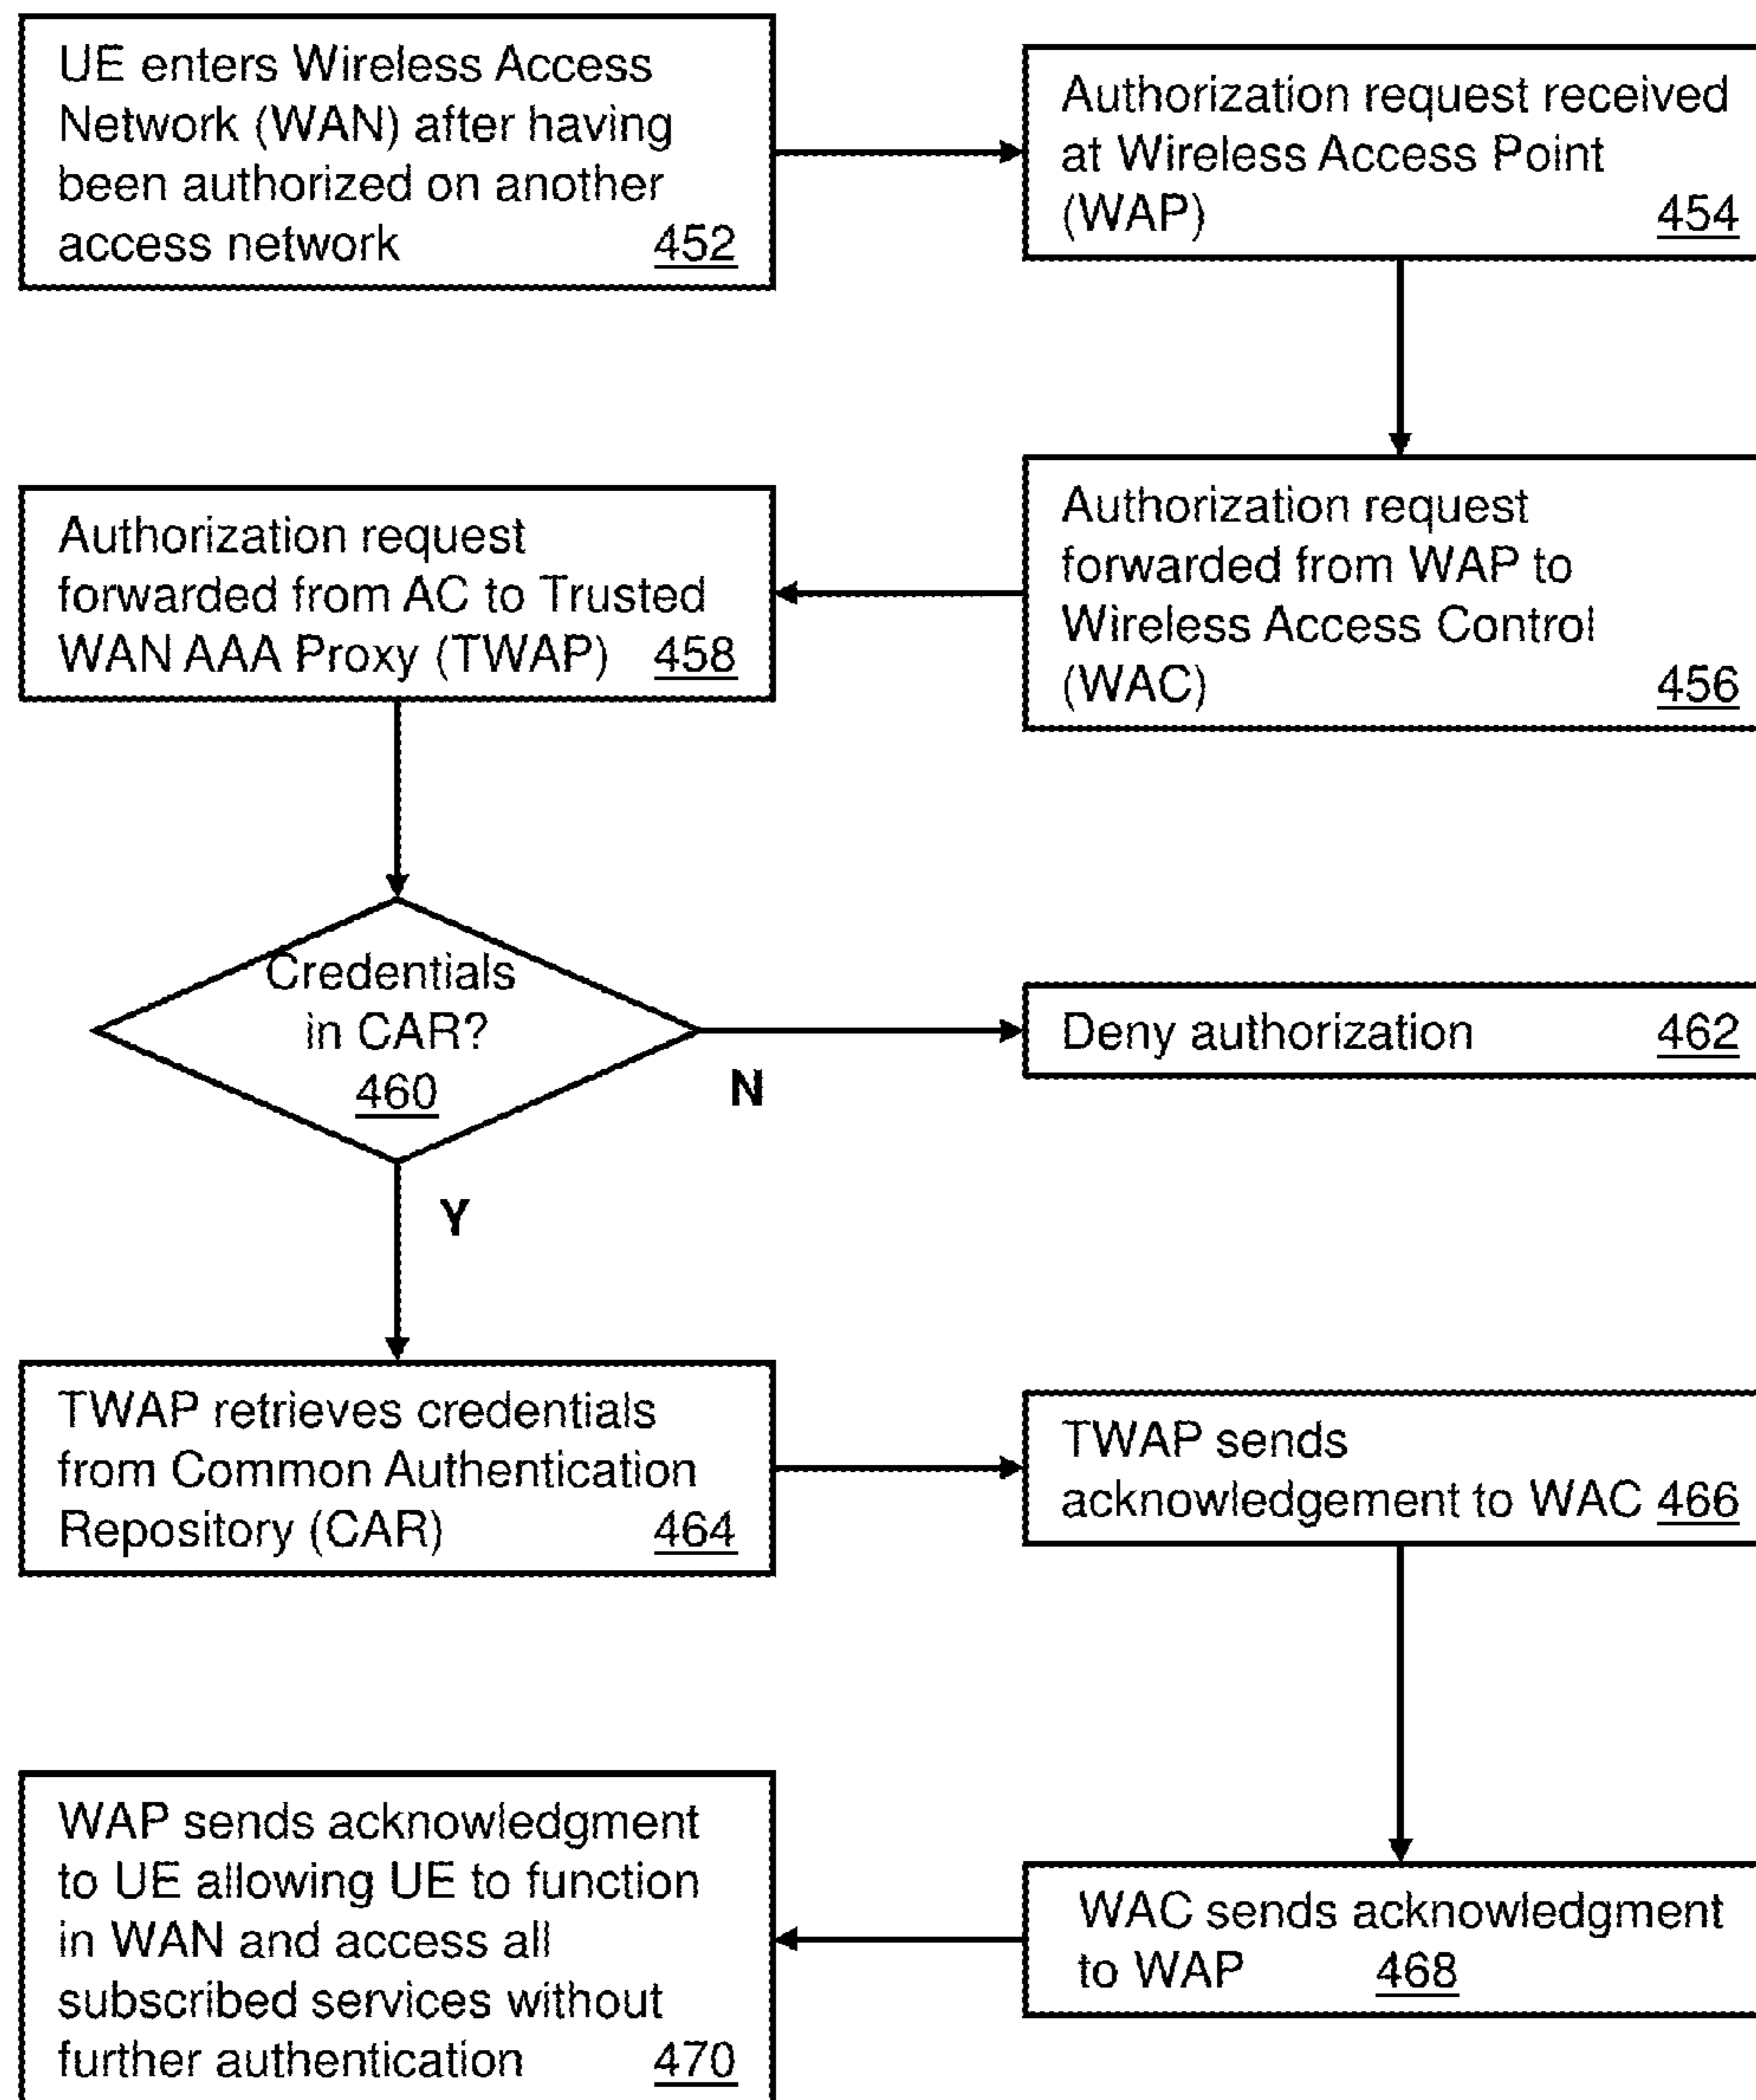 UE enters Wireless Access
Network (WAN) after having
been authorized on another
access network 452
Authorization request received
at Wireless Access Point
(WAP) 454
Authorization request
forwarded from WAP to
Wireless Access Control
(WAC) 456
Authorization request
forwarded from AC to Trusted
WAN AAA Proxy (TWAP) 458
Credentials
in CAR?
460
N
Deny authorization 462
Y
TWAP retrieves credentials
from Common Authentication
Repository (CAR) 464
TWAP sends
acknowledgement to WAC 466
WAC sends acknowledgment
to WAP 468
WAP sends acknowledgment
to UE allowing UE to function
in WAN and access all
subscribed services without
further authentication 470